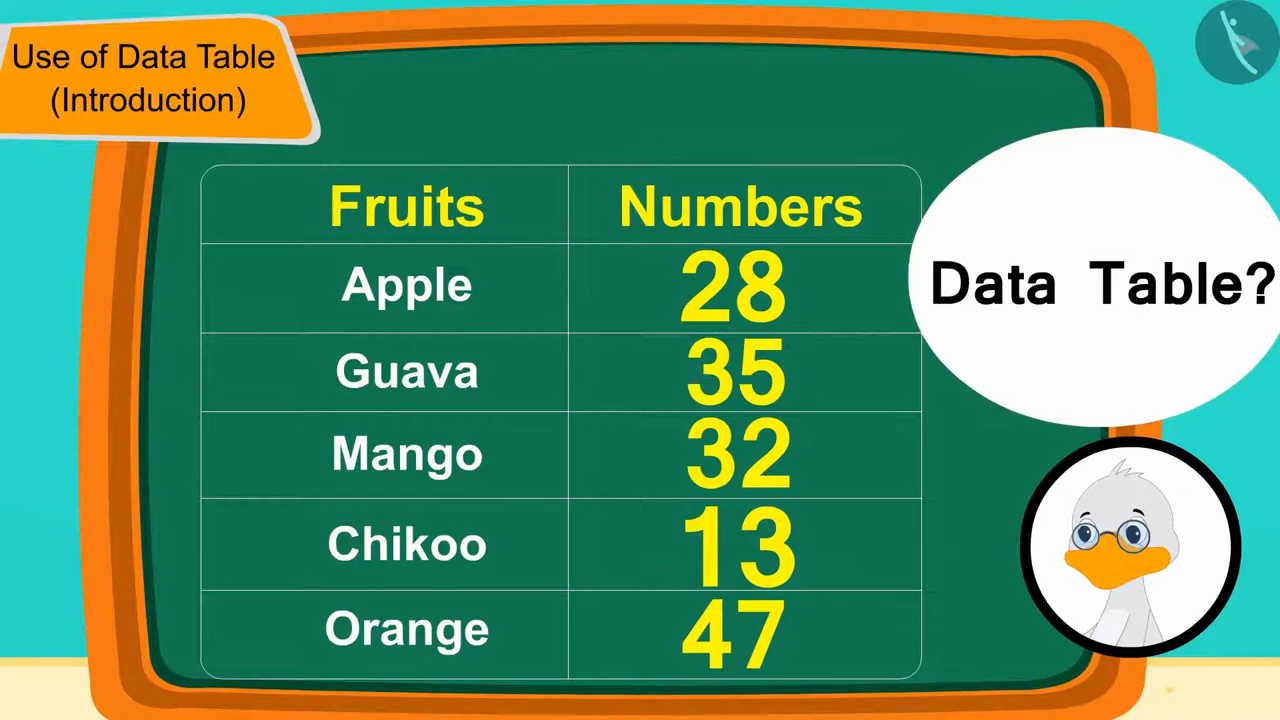 Use of Data Table
(Introduction)
Fruits Numbers
Apple 28
Guava 35
Mango 32
Chikoo 13
Orange 47
Data Table?